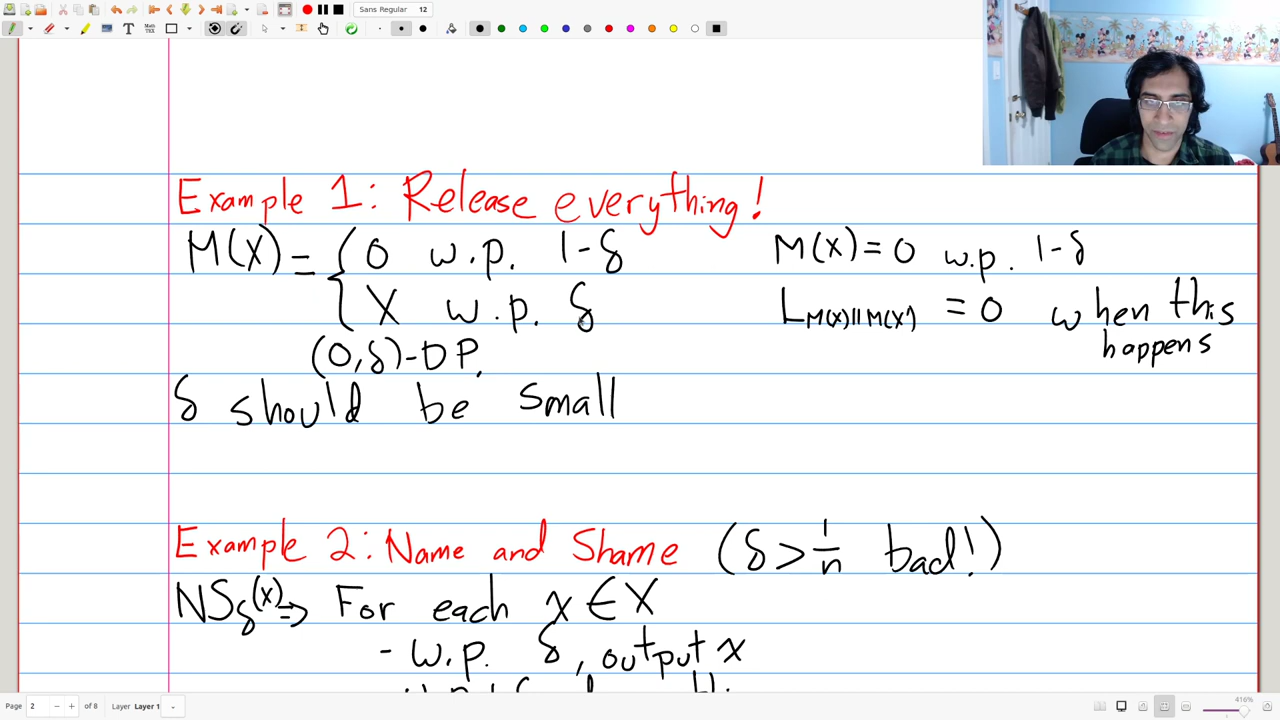 Sans Regular 12
Example 1: Release everything!
M(X) = { 0 w.p. 1-δ
{ X w.p. δ
(0,δ)-DP.
δ should be small
M(X) = 0 w.p. 1-δ
L_{M(X)||M(X')} = 0 when this
happens
Example 2: Name and Shame (δ > 1/n bad!)
NS_δ(X) ⇒ For each x ∈ X
- w.p. δ, output x
Page 2 of 8 Layer Layer 1
416%